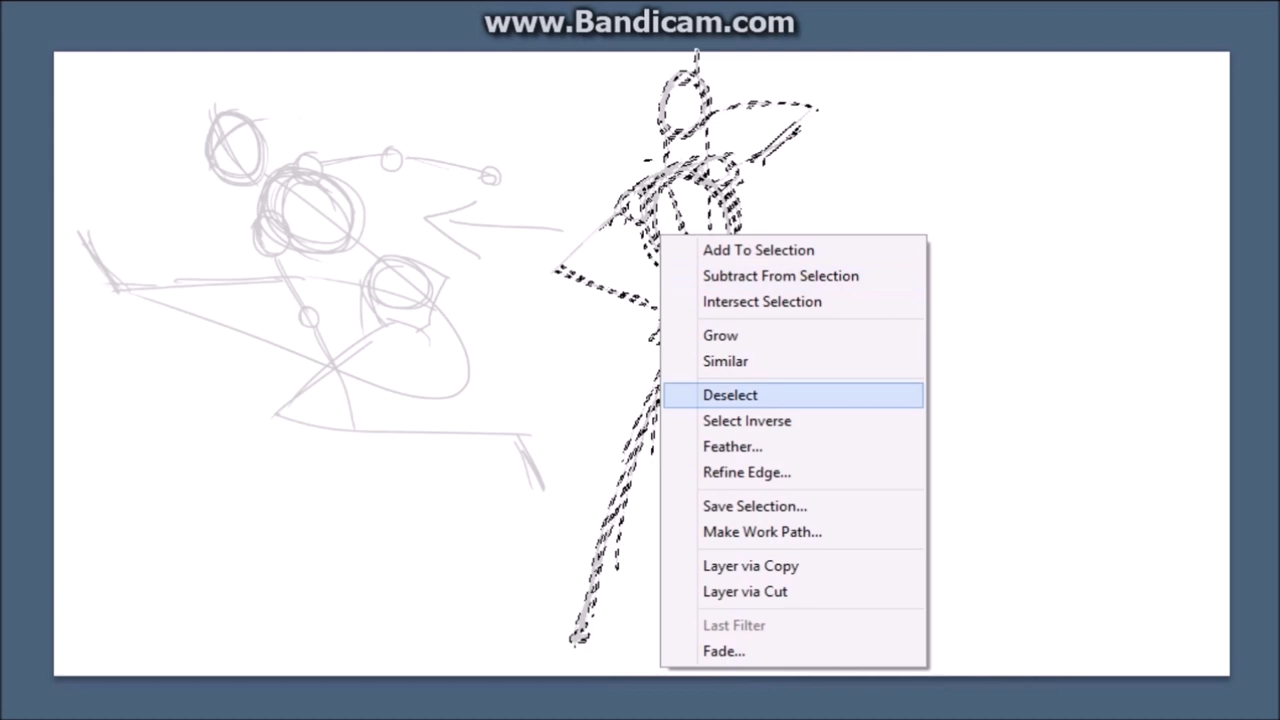 www.Bandicam.com
Add To Selection
Subtract From Selection
Intersect Selection
Grow
Similar
Deselect
Select Inverse
Feather...
Refine Edge...
Save Selection...
Make Work Path...
Layer via Copy
Layer via Cut
Last Filter
Fade...